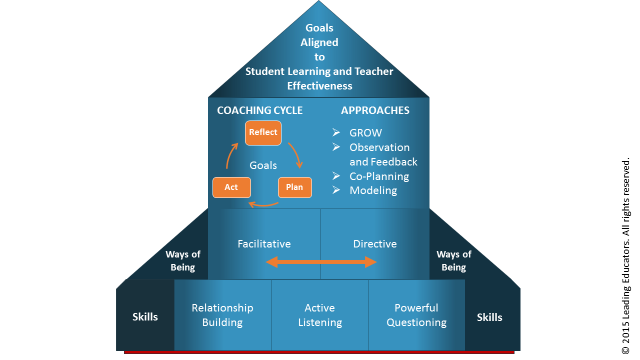 Goals
Aligned
to
Student Learning and Teacher
Effectiveness
COACHING CYCLE
Reflect
Goals
Act
Plan
APPROACHES
➢ GROW
➢ Observation
and Feedback
➢ Co-Planning
➢ Modeling
Ways of
Being
Facilitative
Directive
Ways of
Being
Skills
Relationship
Building
Active
Listening
Powerful
Questioning
Skills
© 2015 Leading Educators. All rights reserved.